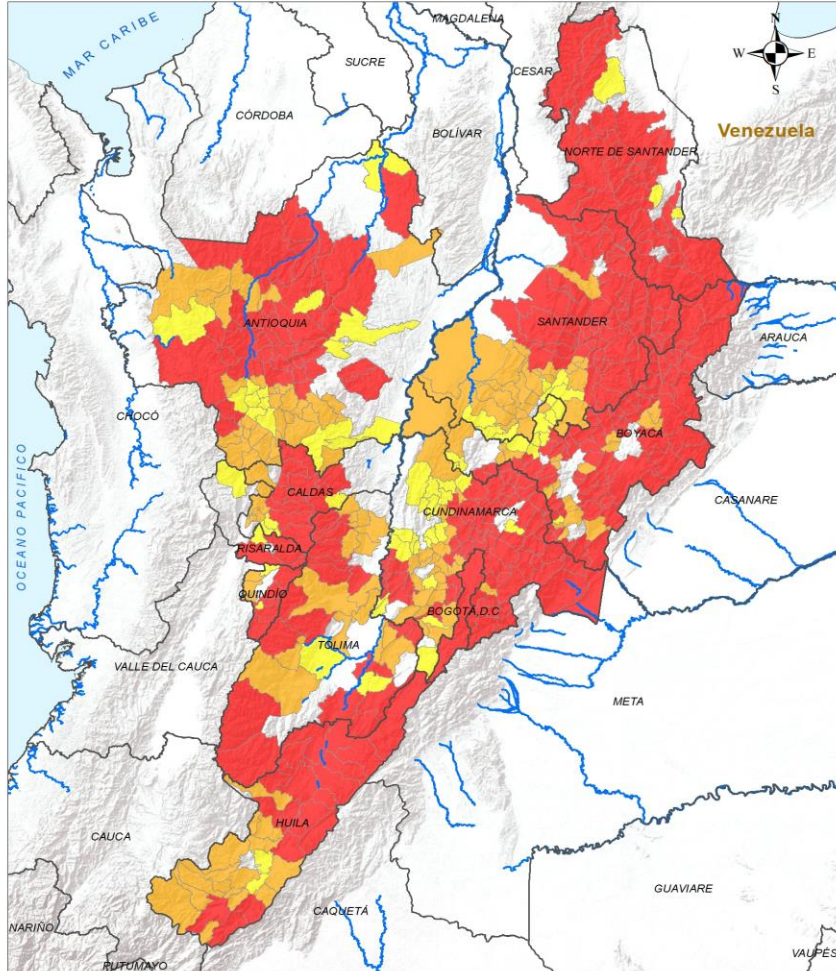 MAGDALENA
N
MAR CARIBE
SUCRE
CESAR
W
E
S
CÓRDOBA
BOLÍVAR
Venezuela
NORTE DE SANTANDER
ANTIOQUIA
SANTANDER
ARAUCA
CHOCÓ
BOYACÁ
OCEANO PACIFICO
CALDAS
CASANARE
CUNDINAMARCA
RISARALDA
QUINDÍO
BOGOTÁ,D.C
TOLIMA
VALLE DEL CAUCA
META
HUILA
CAUCA
GUAVIARE
CAQUETÁ
NARIÑO
VAUPÉS
PUTUMAYO